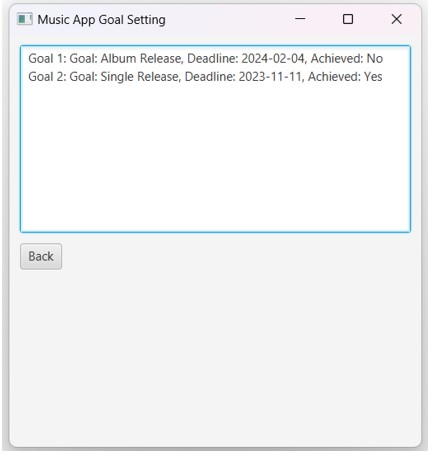 Music App Goal Setting
Goal 1: Goal: Album Release, Deadline: 2024-02-04, Achieved: No
Goal 2: Goal: Single Release, Deadline: 2023-11-11, Achieved: Yes
Back